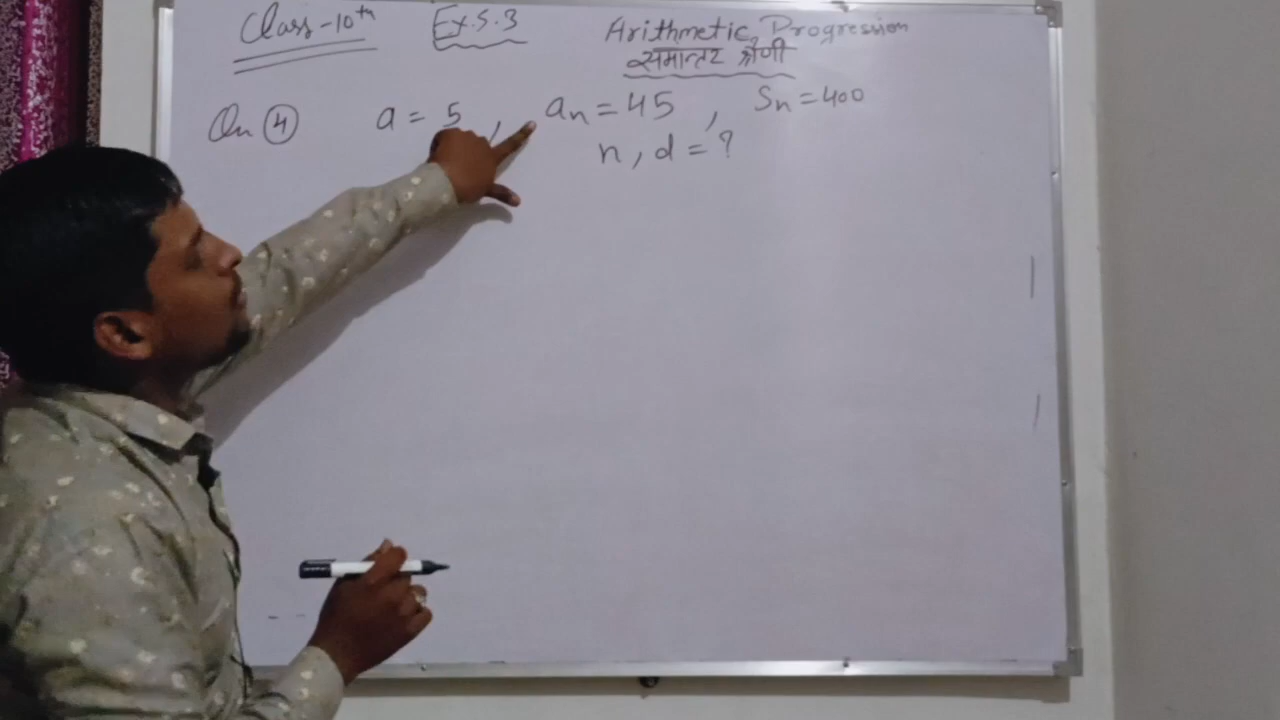 Class-10th Ex.5.3 Arithmetic Progression
समान्तर श्रेणी
Qn 4 a = 5 , an = 45 , Sn = 400
n , d = ?